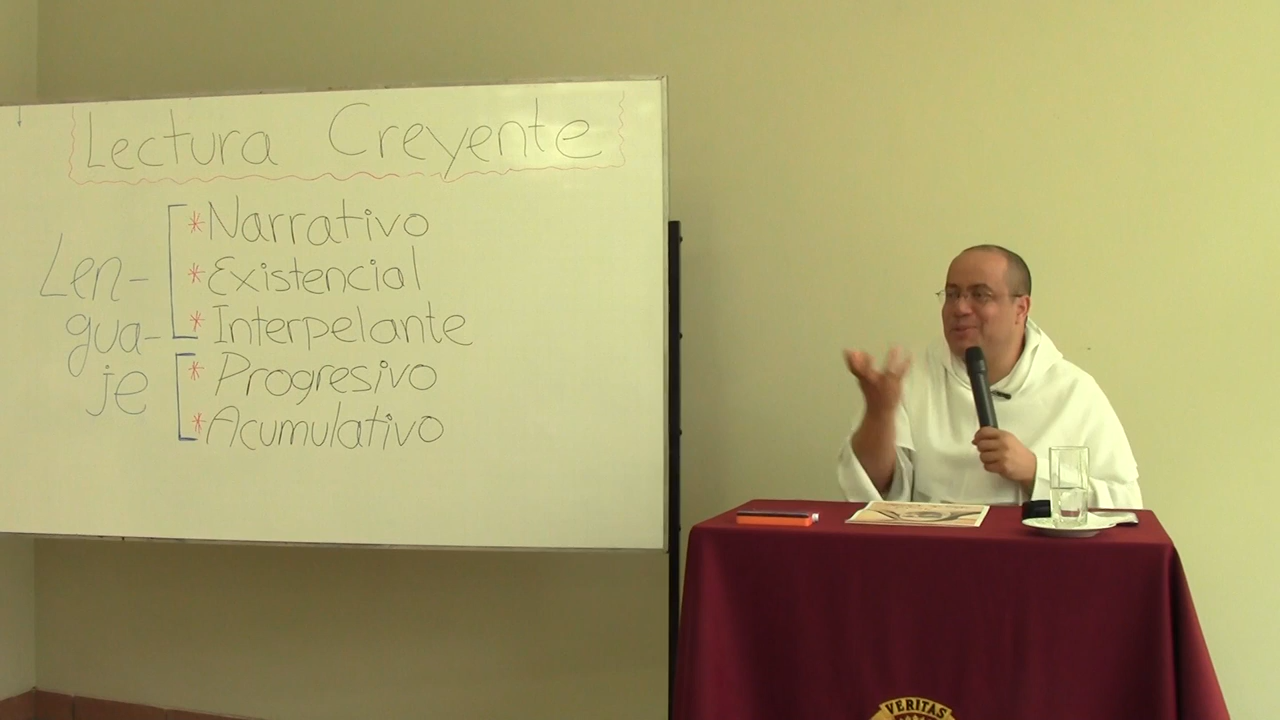 Lectura Creyente
Len-
gua-
je
* Narrativo
* Existencial
* Interpelante
* Progresivo
* Acumulativo
VERITAS